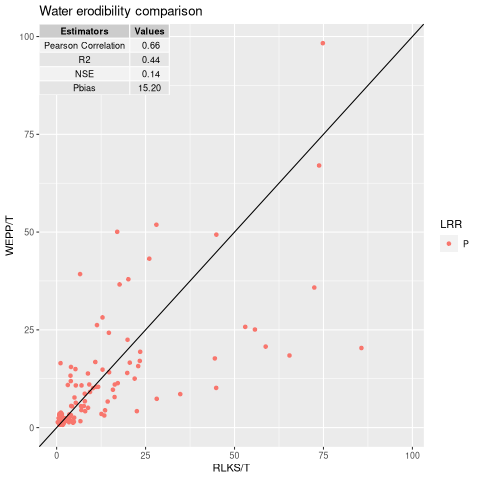 Water erodibility comparison
Estimators Values
Pearson Correlation 0.66
R2 0.44
NSE 0.14
Pbias 15.20
100
75
50
25
0
WEPP/T
0 25 50 75 100
RLKS/T
LRR
P